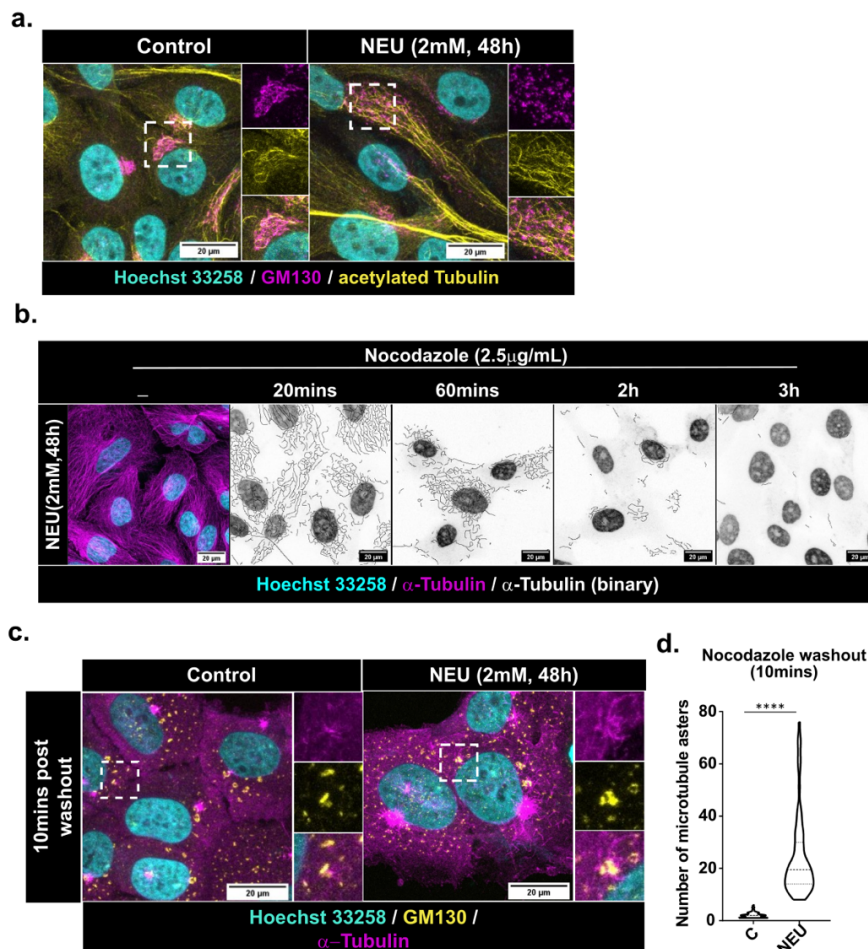 a.
Control NEU (2mM, 48h)
20 µm 20 µm
Hoechst 33258 / GM130 / acetylated Tubulin
b.
Nocodazole (2.5µg/mL)
_ 20mins 60mins 2h 3h
NEU(2mM,48h)
20 µm 20 µm 20 µm 20 µm 20 µm
Hoechst 33258 / α-Tubulin / α-Tubulin (binary)
c.
Control NEU (2mM, 48h)
10mins post
washout
20 µm 20 µm
Hoechst 33258 / GM130 /
α-Tubulin
d.
Nocodazole washout
(10mins)
Number of microtubule asters
80
60
40
20
0
****
C NEU